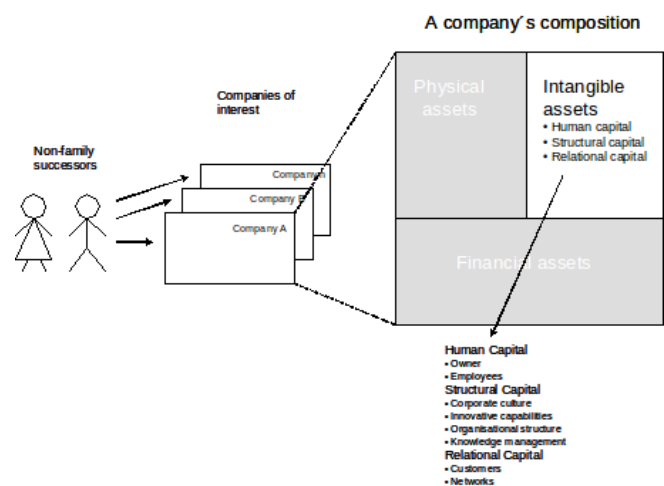 A company´s composition
Companies of
interest
Non-family
successors
Company n
Company B
Company A
Physical
assets
Intangible
assets
• Human capital
• Structural capital
• Relational capital
Financial assets
Human Capital
• Owner
• Employees
Structural Capital
• Corporate culture
• Innovative capabilities
• Organisational structure
• Knowledge management
Relational Capital
• Customers
• Networks